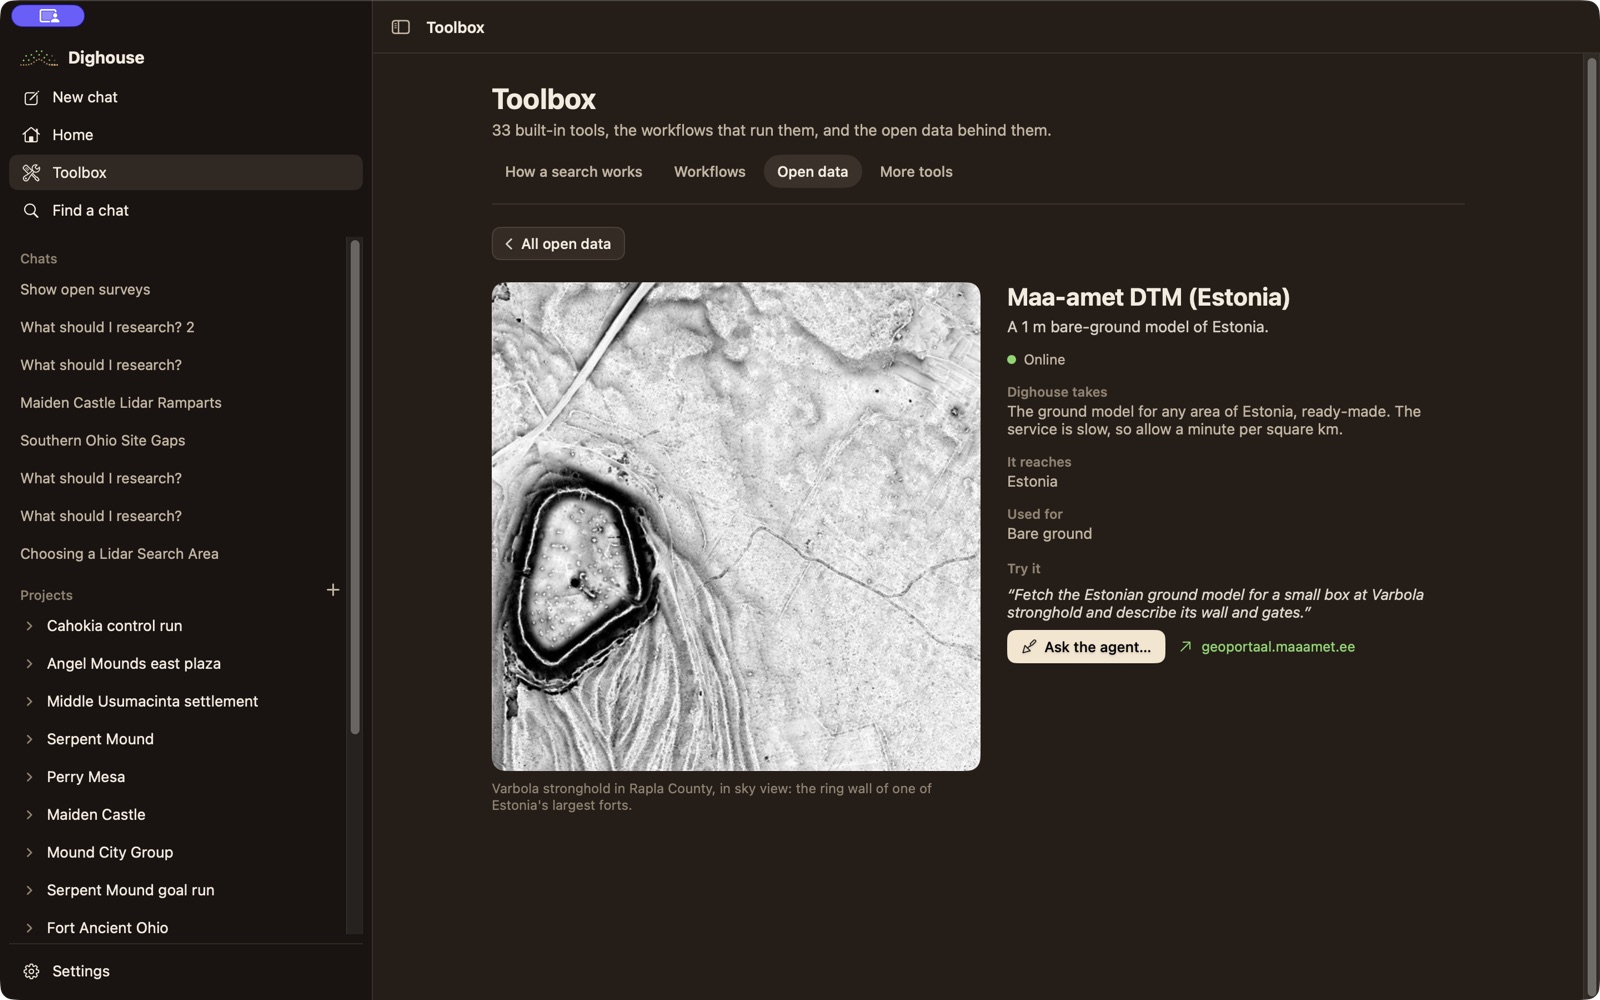 Dighouse
New chat
Home
Toolbox
Find a chat
Chats
Show open surveys
What should I research? 2
What should I research?
Maiden Castle Lidar Ramparts
Southern Ohio Site Gaps
What should I research?
What should I research?
Choosing a Lidar Search Area
Projects
Cahokia control run
Angel Mounds east plaza
Middle Usumacinta settlement
Serpent Mound
Perry Mesa
Maiden Castle
Mound City Group
Serpent Mound goal run
Fort Ancient Ohio
Settings
Toolbox
Toolbox
33 built-in tools, the workflows that run them, and the open data behind them.
How a search works
Workflows
Open data
More tools
All open data
Varbola stronghold in Rapla County, in sky view: the ring wall of one of
Estonia's largest forts.
Maa-amet DTM (Estonia)
A 1 m bare-ground model of Estonia.
Online
Dighouse takes
The ground model for any area of Estonia, ready-made. The
service is slow, so allow a minute per square km.
It reaches
Estonia
Used for
Bare ground
Try it
“Fetch the Estonian ground model for a small box at Varbola
stronghold and describe its wall and gates.”
Ask the agent...
geoportaal.maaamet.ee